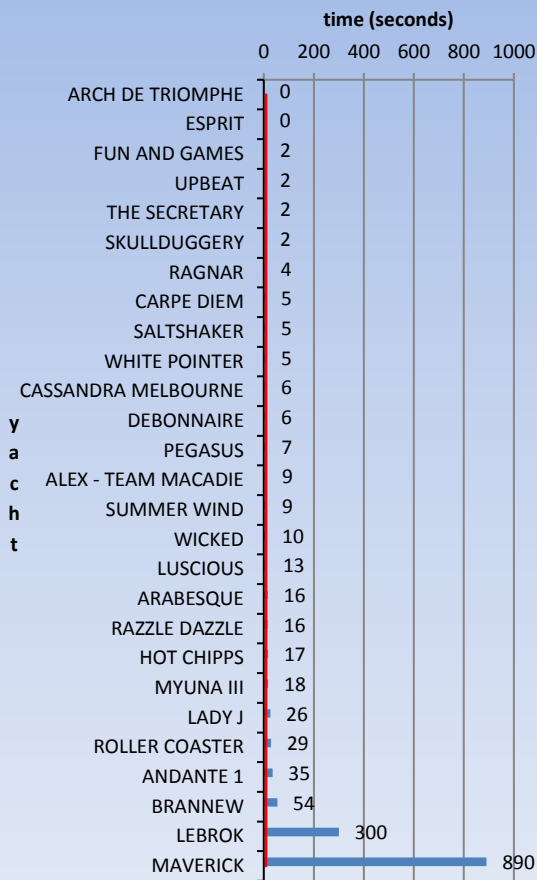 time (seconds)
0 200 400 600 800 1000
ARCH DE TRIOMPHE 0
ESPRIT 0
FUN AND GAMES 2
UPBEAT 2
THE SECRETARY 2
SKULLDUGGERY 2
RAGNAR 4
CARPE DIEM 5
SALTSHAKER 5
WHITE POINTER 5
CASSANDRA MELBOURNE 6
DEBONNAIRE 6
PEGASUS 7
ALEX - TEAM MACADIE 9
SUMMER WIND 9
WICKED 10
LUSCIOUS 13
ARABESQUE 16
RAZZLE DAZZLE 16
HOT CHIPPS 17
MYUNA III 18
LADY J 26
ROLLER COASTER 29
ANDANTE 1 35
BRANNEW 54
LEBROK 300
MAVERICK 890
yacht